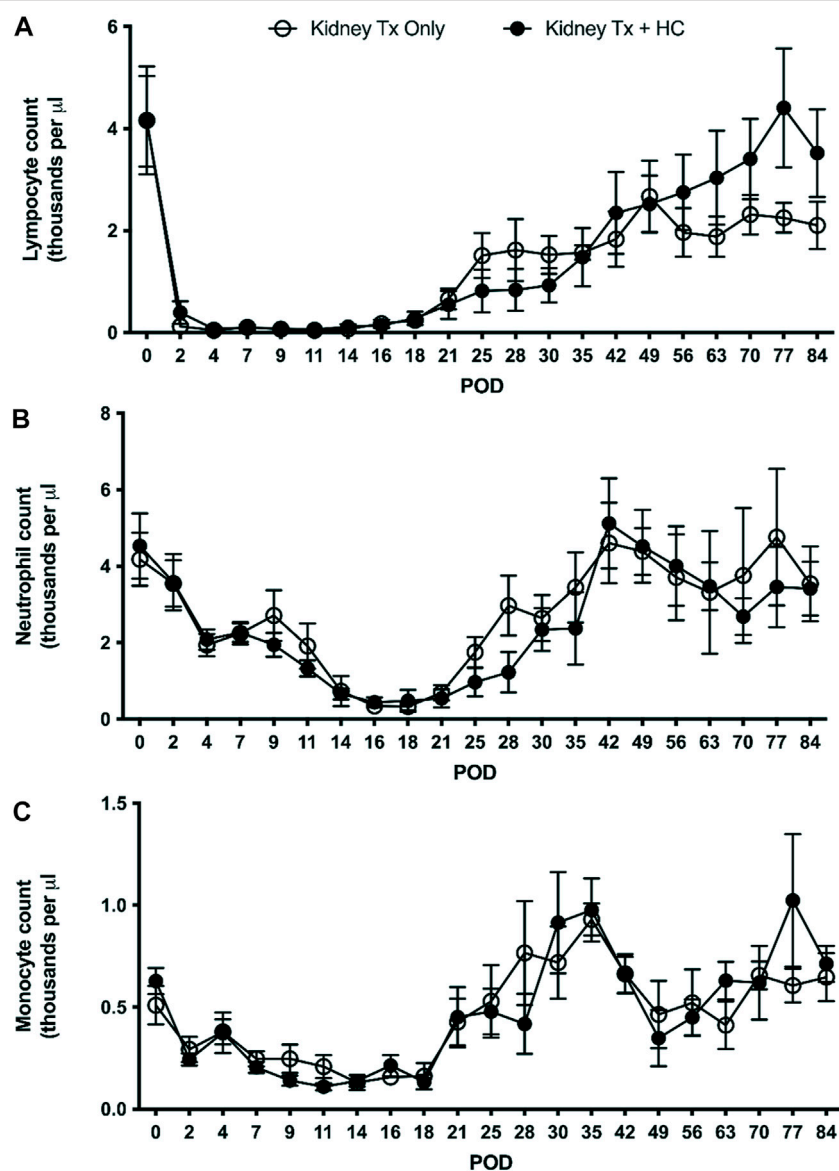 A
Kidney Tx Only
Kidney Tx + HC
Lympocyte count
(thousands per µl
6
4
2
0
0 2 4 7 9 11 14 16 18 21 25 28 30 35 42 49 56 63 70 77 84
POD
B
Neutrophil count
(thousands per µl
8
6
4
2
0
0 2 4 7 9 11 14 16 18 21 25 28 30 35 42 49 56 63 70 77 84
POD
C
Monocyte count
(thousands per µl
1.5
1.0
0.5
0.0
0 2 4 7 9 11 14 16 18 21 25 28 30 35 42 49 56 63 70 77 84
POD